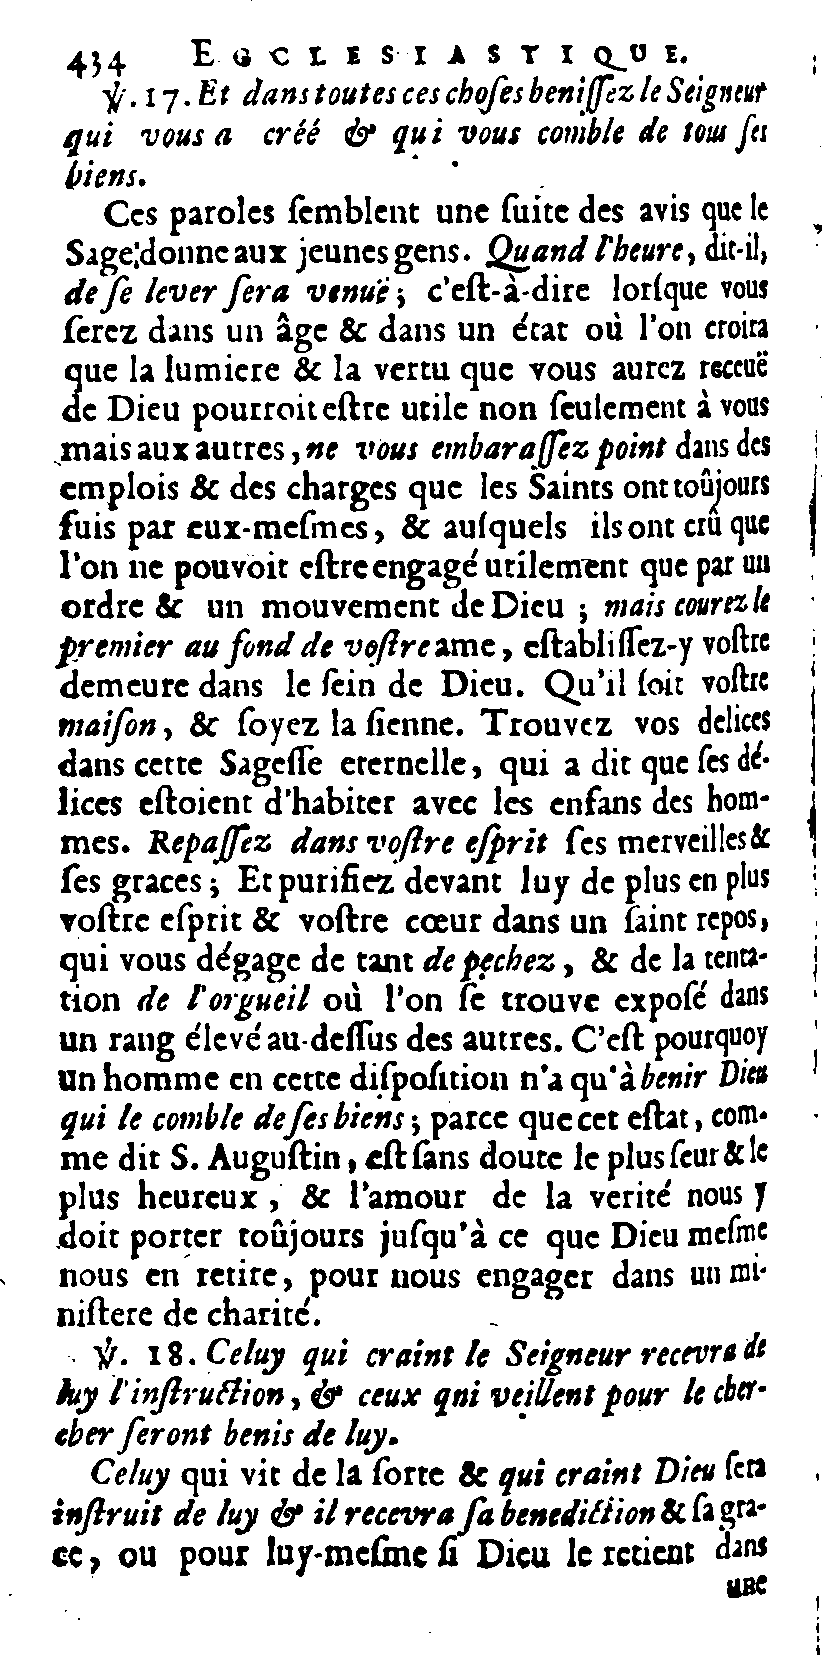 434 ECCLESIASTIQUE.
℣. 17. Et dans toutes ces choſes beniſſez le Seigneur
qui vous a créé & qui vous comble de tous ſes
biens.
Ces paroles ſemblent une ſuite des avis que le
Sage donne aux jeunes gens. Quand l'heure, dit-il,
de ſe lever ſera venuë ; c'eſt-à-dire lorſque vous
ſerez dans un âge & dans un état où l'on croira
que la lumiere & la vertu que vous aurez receuë
de Dieu pourroit eſtre utile non ſeulement à vous
mais aux autres, ne vous embaraſſez point dans des
emplois & des charges que les Saints ont toûjours
fuis par eux-meſmes, & auſquels ils ont crû que
l'on ne pouvoit eſtre engagé utilement que par un
ordre & un mouvement de Dieu ; mais courez le
premier au fond de voſtre ame, eſtabliſſez-y voſtre
demeure dans le ſein de Dieu. Qu'il ſoit voſtre
maiſon, & ſoyez la ſienne. Trouvez vos delices
dans cette Sageſſe eternelle, qui a dit que ſes dé-
lices eſtoient d'habiter avec les enfans des hom-
mes. Repaſſez dans voſtre eſprit ſes merveilles &
ſes graces ; Et purifiez devant luy de plus en plus
voſtre eſprit & voſtre cœur dans un ſaint repos,
qui vous dégage de tant de pechez, & de la tenta-
tion de l'orgueil où l'on ſe trouve expoſé dans
un rang élevé au-deſſus des autres. C'eſt pourquoy
un homme en cette diſpoſition n'a qu'à benir Dieu
qui le comble de ſes biens ; parce que cet eſtat, com-
me dit S. Auguſtin, eſt ſans doute le plus ſeur & le
plus heureux, & l'amour de la verité nous y
doit porter toûjours juſqu'à ce que Dieu meſme
nous en retire, pour nous engager dans un mi-
niſtere de charité.
℣. 18. Celuy qui craint le Seigneur recevra de
luy l'inſtruction, & ceux qni veillent pour le cher-
cher ſeront benis de luy.
Celuy qui vit de la ſorte & qui craint Dieu ſera
inſtruit de luy & il recevra ſa benediction & ſa gra-
ce, ou pour luy-meſme ſi Dieu le retient dans
une